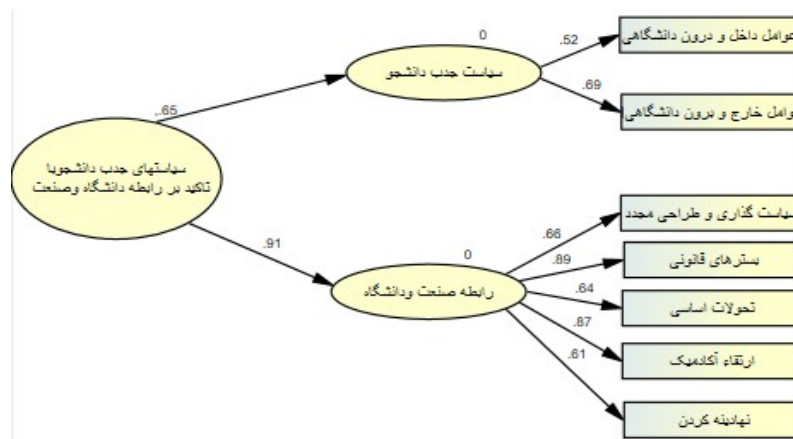 0
.52
عوامل داخل و درون دانشگاهی
سیاست جذب دانشجو
.69
عوامل خارج و برون دانشگاهی
.65
سیاستهای جذب دانشجوبا
تاکید بر رابطه دانشگاه وصنعت
.91
0
.66
سیاست گذاری و طراحی مجدد
.89
بسترهای قانونی
رابطه صنعت ودانشگاه
.64
تحولات اساسی
.87
ارتقاء آکادمیک
.61
نهادینه کردن